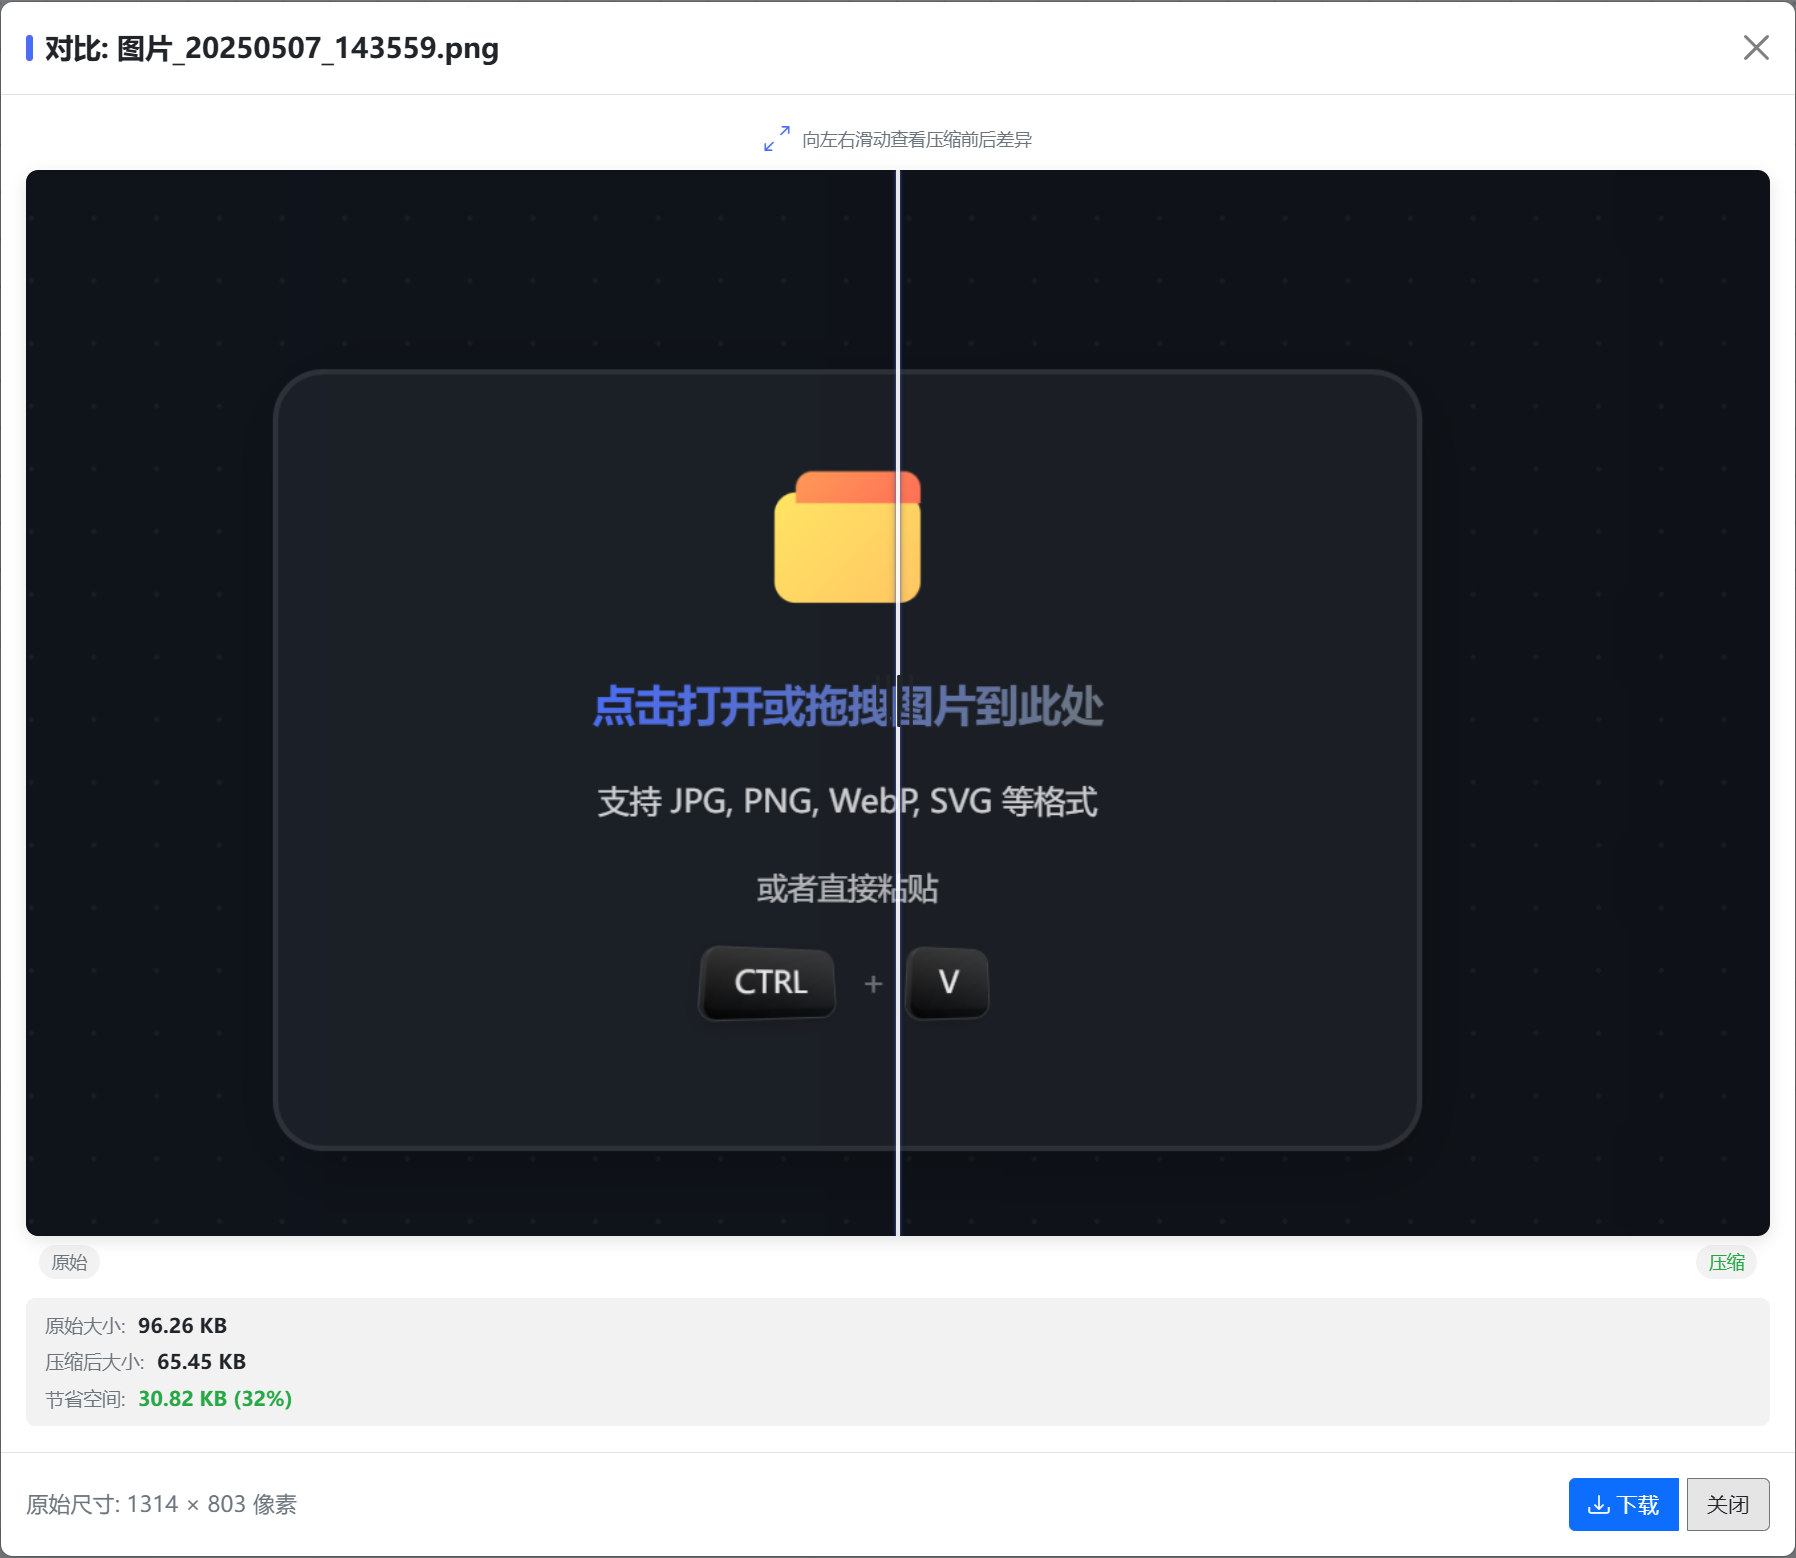 对比: 图片_20250507_143559.png
向左右滑动查看压缩前后差异
点击打开或拖拽图片到此处
支持 JPG, PNG, WebP, SVG 等格式
或者直接粘贴
CTRL + V
原始
压缩
原始大小: 96.26 KB
压缩后大小: 65.45 KB
节省空间: 30.82 KB (32%)
原始尺寸: 1314 × 803 像素
下载
关闭